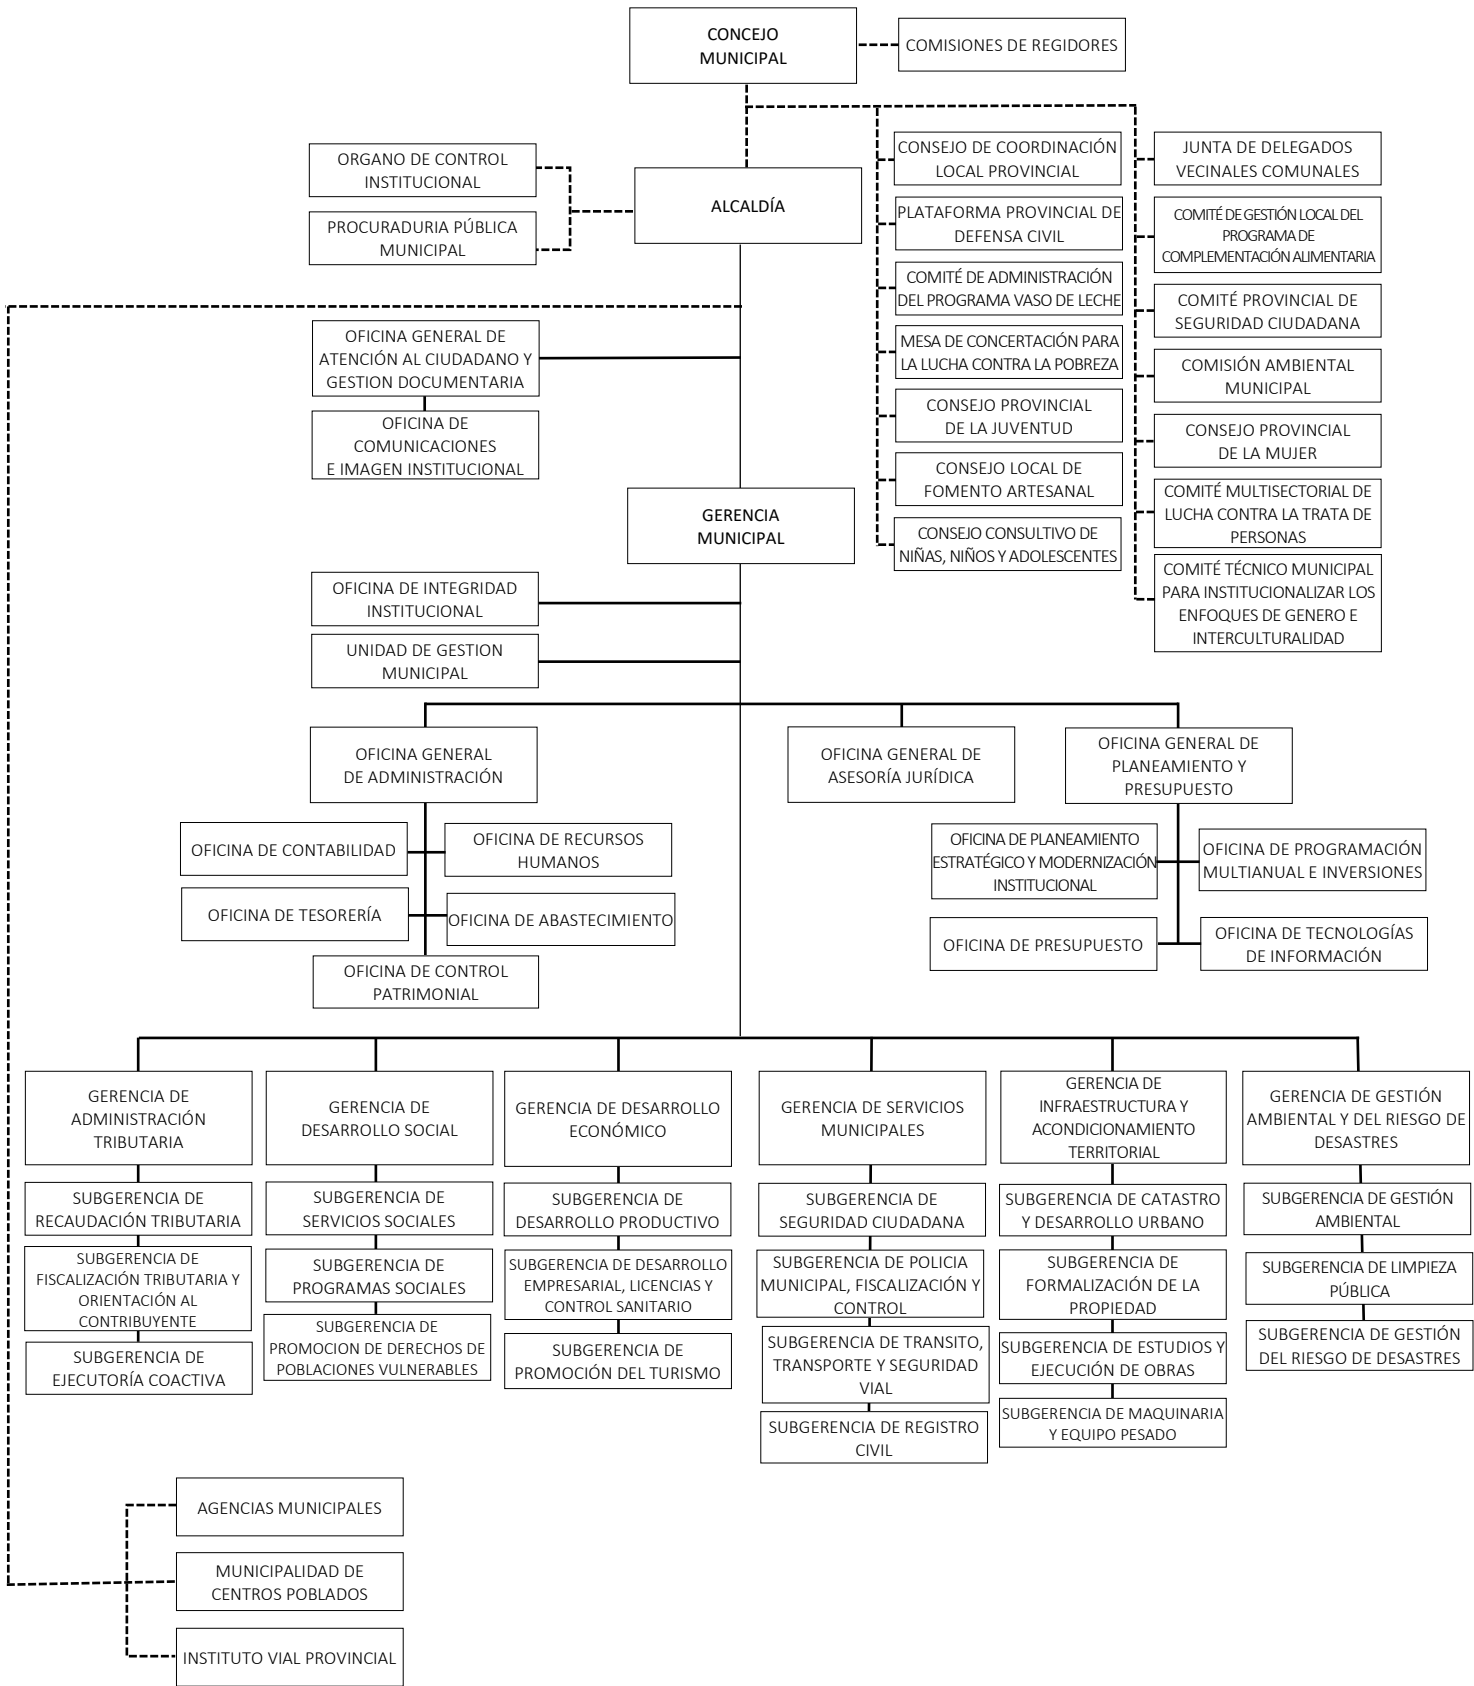 CONCEJO
MUNICIPAL
COMISIONES DE REGIDORES
ORGANO DE CONTROL
INSTITUCIONAL
PROCURADURIA PÚBLICA
MUNICIPAL
ALCALDÍA
CONSEJO DE COORDINACIÓN
LOCAL PROVINCIAL
PLATAFORMA PROVINCIAL DE
DEFENSA CIVIL
COMITÉ DE ADMINISTRACIÓN
DEL PROGRAMA VASO DE LECHE
MESA DE CONCERTACIÓN PARA
LA LUCHA CONTRA LA POBREZA
CONSEJO PROVINCIAL
DE LA JUVENTUD
CONSEJO LOCAL DE
FOMENTO ARTESANAL
CONSEJO CONSULTIVO DE
NIÑAS, NIÑOS Y ADOLESCENTES
JUNTA DE DELEGADOS
VECINALES COMUNALES
COMITÉ DE GESTIÓN LOCAL DEL
PROGRAMA DE
COMPLEMENTACIÓN ALIMENTARIA
COMITÉ PROVINCIAL DE
SEGURIDAD CIUDADANA
COMISIÓN AMBIENTAL
MUNICIPAL
CONSEJO PROVINCIAL
DE LA MUJER
COMITÉ MULTISECTORIAL DE
LUCHA CONTRA LA TRATA DE
PERSONAS
COMITÉ TÉCNICO MUNICIPAL
PARA INSTITUCIONALIZAR LOS
ENFOQUES DE GENERO E
INTERCULTURALIDAD
OFICINA GENERAL DE
ATENCIÓN AL CIUDADANO Y
GESTION DOCUMENTARIA
OFICINA DE
COMUNICACIONES
E IMAGEN INSTITUCIONAL
GERENCIA
MUNICIPAL
OFICINA DE INTEGRIDAD
INSTITUCIONAL
UNIDAD DE GESTION
MUNICIPAL
OFICINA GENERAL
DE ADMINISTRACIÓN
OFICINA GENERAL DE
ASESORÍA JURÍDICA
OFICINA GENERAL DE
PLANEAMIENTO Y
PRESUPUESTO
OFICINA DE CONTABILIDAD
OFICINA DE RECURSOS
HUMANOS
OFICINA DE TESORERÍA
OFICINA DE ABASTECIMIENTO
OFICINA DE CONTROL
PATRIMONIAL
OFICINA DE PLANEAMIENTO
ESTRATÉGICO Y MODERNIZACIÓN
INSTITUCIONAL
OFICINA DE PROGRAMACIÓN
MULTIANUAL E INVERSIONES
OFICINA DE PRESUPUESTO
OFICINA DE TECNOLOGÍAS
DE INFORMACIÓN
GERENCIA DE
ADMINISTRACIÓN
TRIBUTARIA
SUBGERENCIA DE
RECAUDACIÓN TRIBUTARIA
SUBGERENCIA DE
FISCALIZACIÓN TRIBUTARIA Y
ORIENTACIÓN AL
CONTRIBUYENTE
SUBGERENCIA DE
EJECUTORÍA COACTIVA
GERENCIA DE
DESARROLLO SOCIAL
SUBGERENCIA DE
SERVICIOS SOCIALES
SUBGERENCIA DE
PROGRAMAS SOCIALES
SUBGERENCIA DE
PROMOCION DE DERECHOS DE
POBLACIONES VULNERABLES
GERENCIA DE DESARROLLO
ECONÓMICO
SUBGERENCIA DE
DESARROLLO PRODUCTIVO
SUBGERENCIA DE DESARROLLO
EMPRESARIAL, LICENCIAS Y
CONTROL SANITARIO
SUBGERENCIA DE
PROMOCIÓN DEL TURISMO
GERENCIA DE SERVICIOS
MUNICIPALES
SUBGERENCIA DE
SEGURIDAD CIUDADANA
SUBGERENCIA DE POLICIA
MUNICIPAL, FISCALIZACIÓN Y
CONTROL
SUBGERENCIA DE TRANSITO,
TRANSPORTE Y SEGURIDAD
VIAL
SUBGERENCIA DE REGISTRO
CIVIL
GERENCIA DE
INFRAESTRUCTURA Y
ACONDICIONAMIENTO
TERRITORIAL
SUBGERENCIA DE CATASTRO
Y DESARROLLO URBANO
SUBGERENCIA DE
FORMALIZACIÓN DE LA
PROPIEDAD
SUBGERENCIA DE ESTUDIOS Y
EJECUCIÓN DE OBRAS
SUBGERENCIA DE MAQUINARIA
Y EQUIPO PESADO
GERENCIA DE GESTIÓN
AMBIENTAL Y DEL RIESGO DE
DESASTRES
SUBGERENCIA DE GESTIÓN
AMBIENTAL
SUBGERENCIA DE LIMPIEZA
PÚBLICA
SUBGERENCIA DE GESTIÓN
DEL RIESGO DE DESASTRES
AGENCIAS MUNICIPALES
MUNICIPALIDAD DE
CENTROS POBLADOS
INSTITUTO VIAL PROVINCIAL